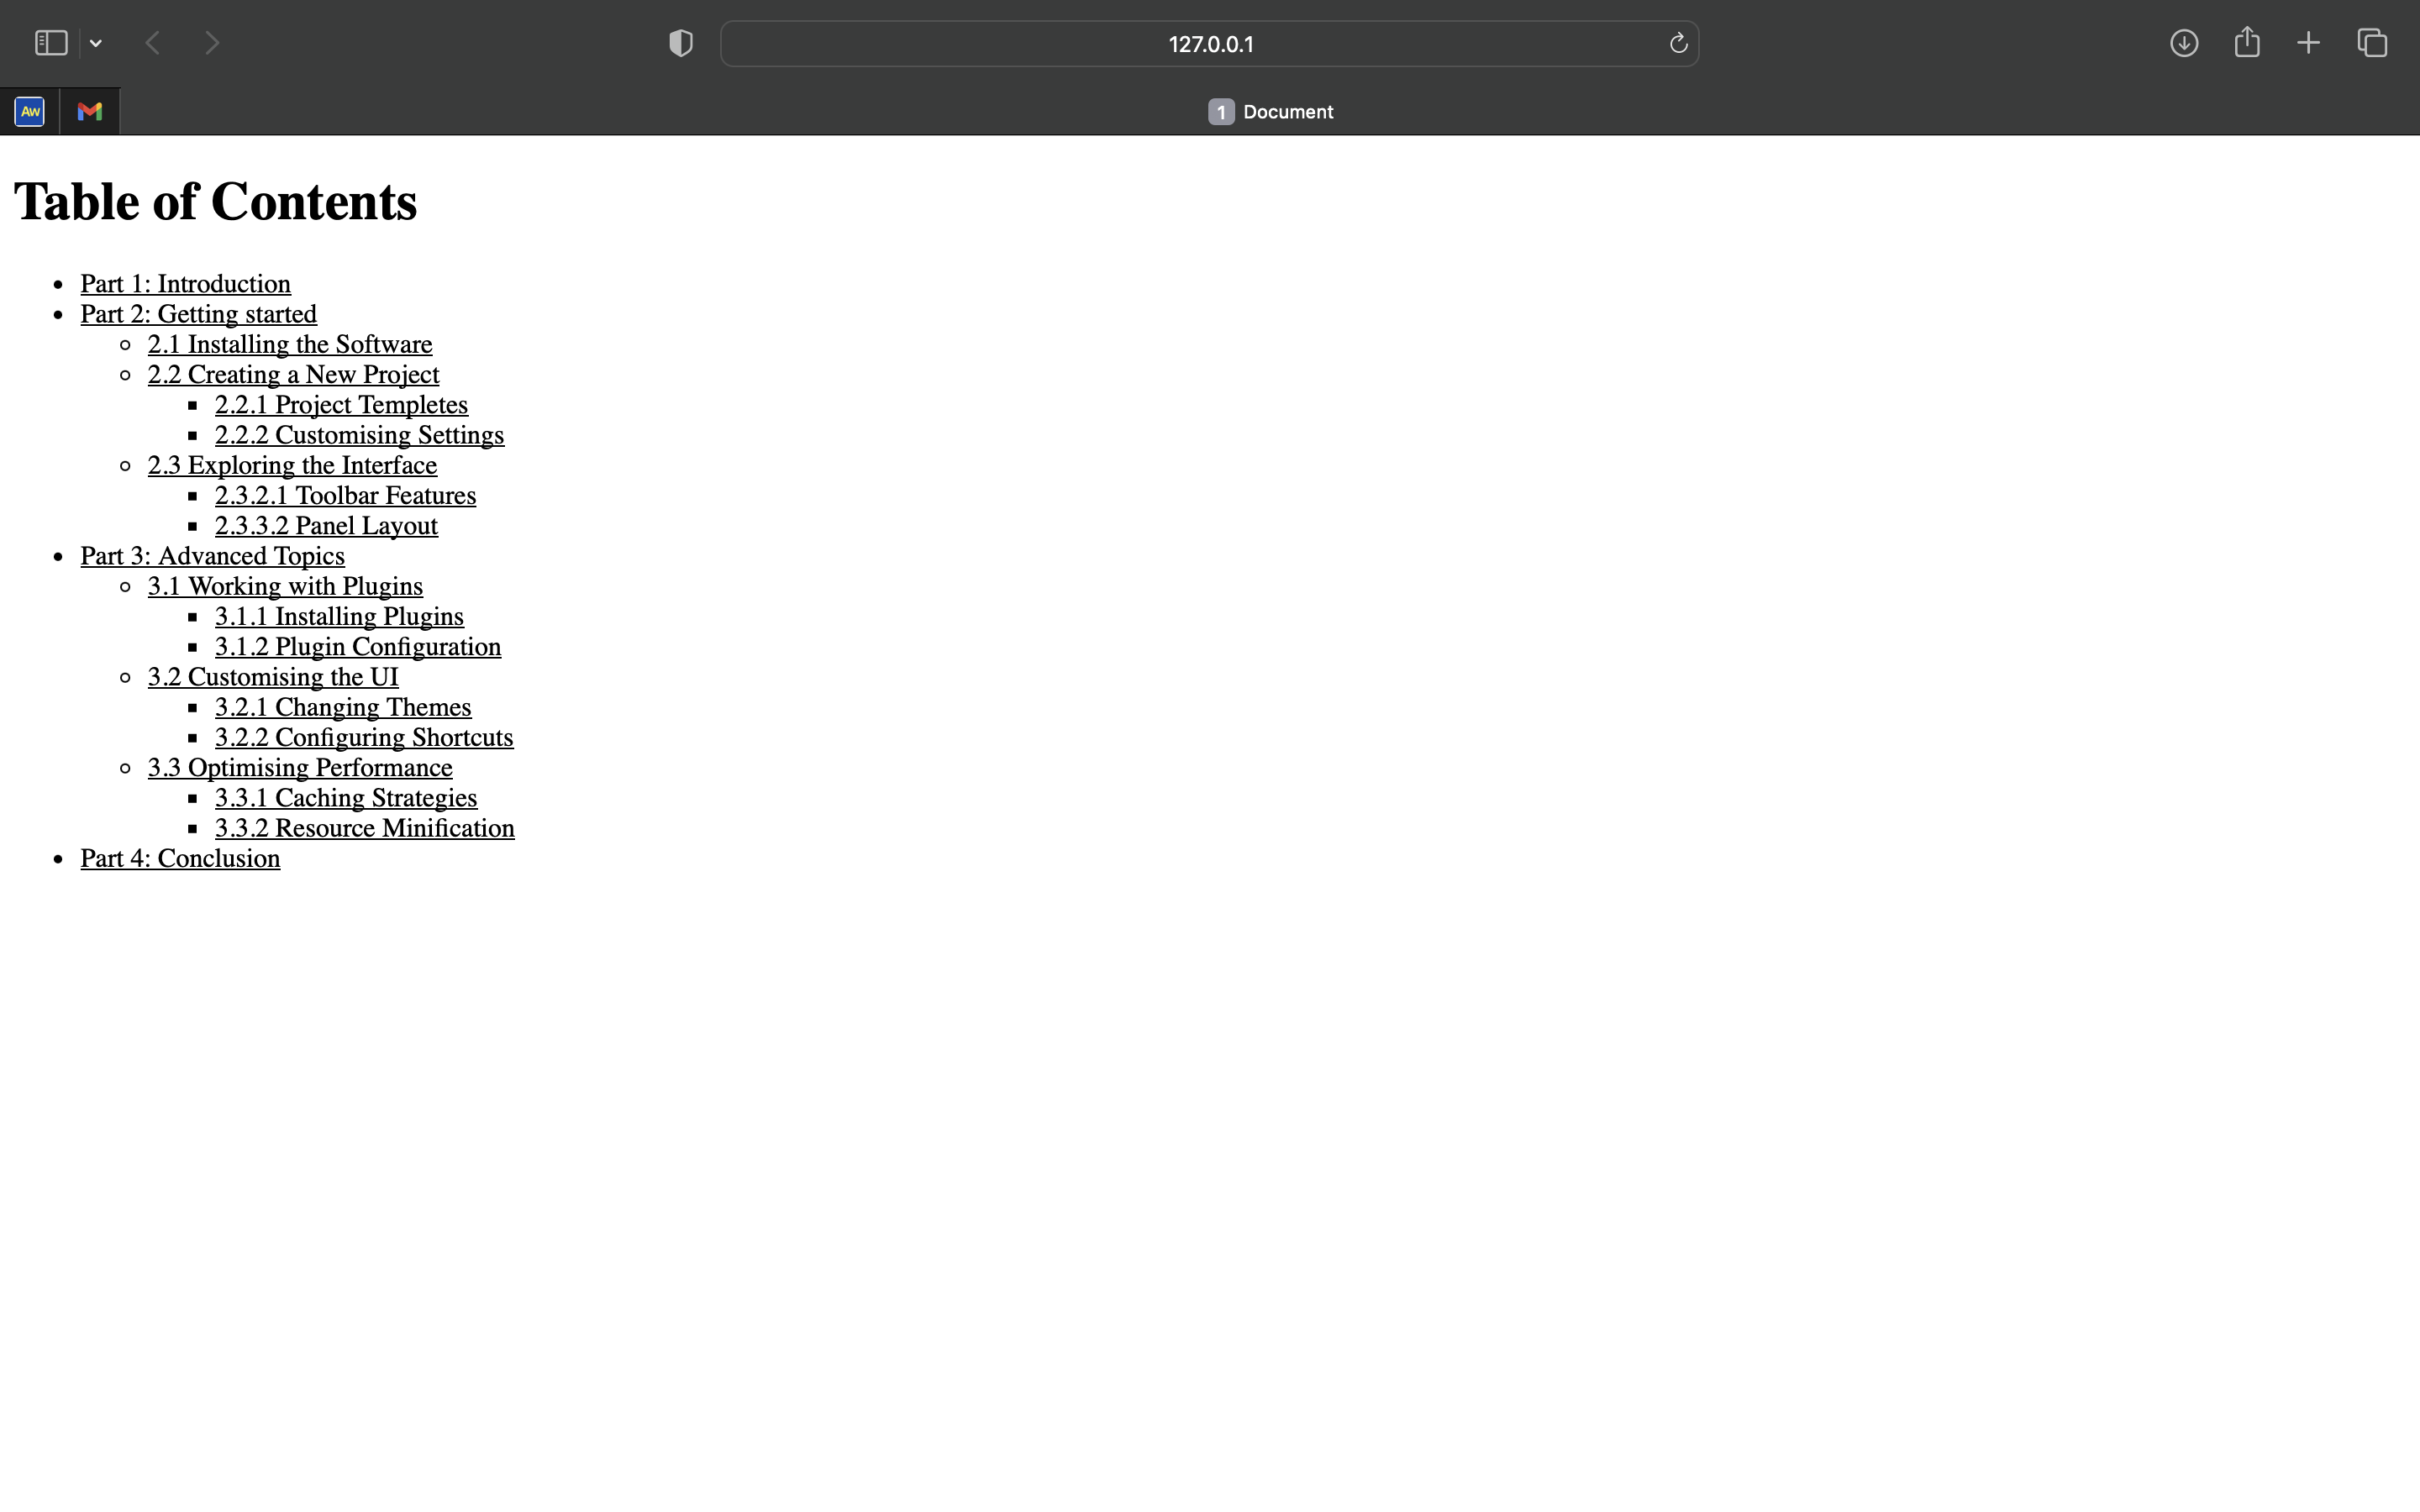 127.0.0.1
Aw
1 Document
Table of Contents
Part 1: Introduction
Part 2: Getting started
2.1 Installing the Software
2.2 Creating a New Project
2.2.1 Project Templetes
2.2.2 Customising Settings
2.3 Exploring the Interface
2.3.2.1 Toolbar Features
2.3.3.2 Panel Layout
Part 3: Advanced Topics
3.1 Working with Plugins
3.1.1 Installing Plugins
3.1.2 Plugin Configuration
3.2 Customising the UI
3.2.1 Changing Themes
3.2.2 Configuring Shortcuts
3.3 Optimising Performance
3.3.1 Caching Strategies
3.3.2 Resource Minification
Part 4: Conclusion